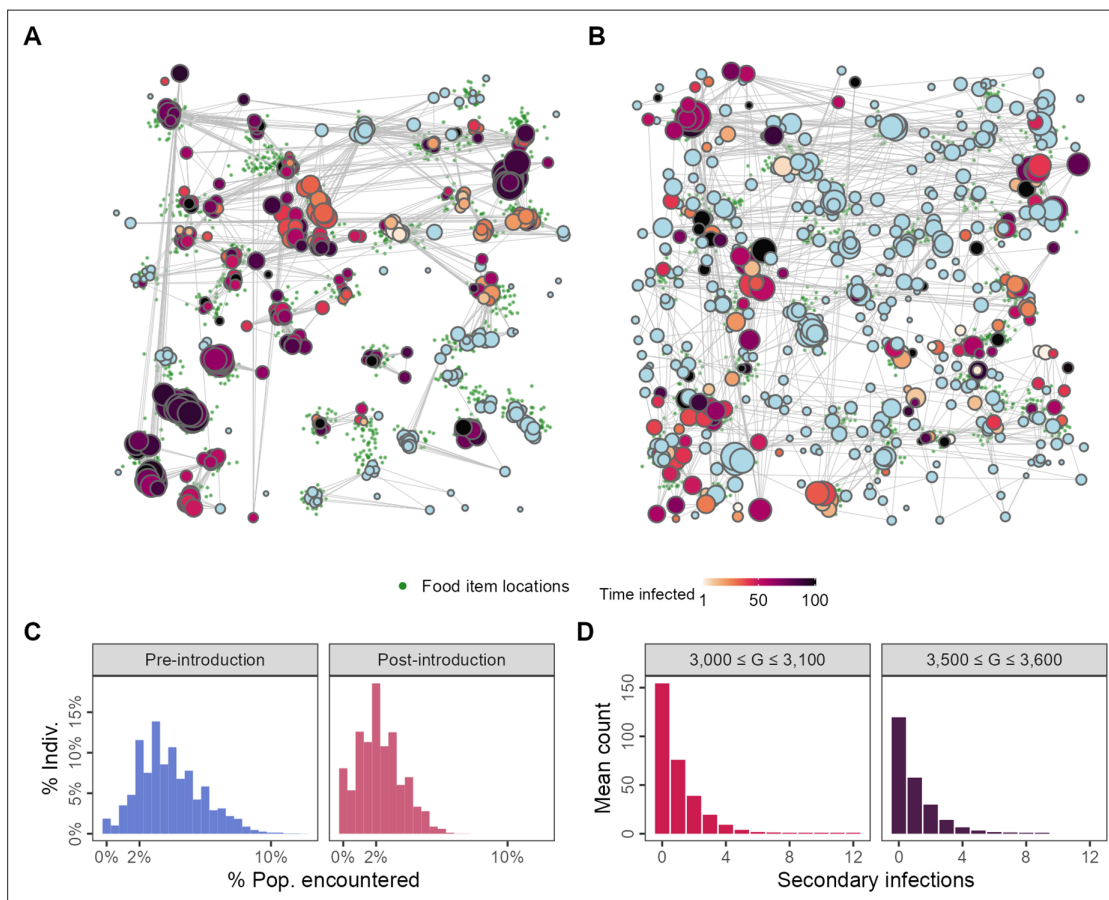 A
B
Food item locations
Time infected
1
50
100
C
D
Pre-introduction
Post-introduction
3,000 ≤ G ≤ 3,100
3,500 ≤ G ≤ 3,600
% Indiv.
15%
10%
5%
0%
Mean count
150
100
50
0
0%
2%
10%
0%
2%
10%
0
4
8
12
0
4
8
12
% Pop. encountered
Secondary infections